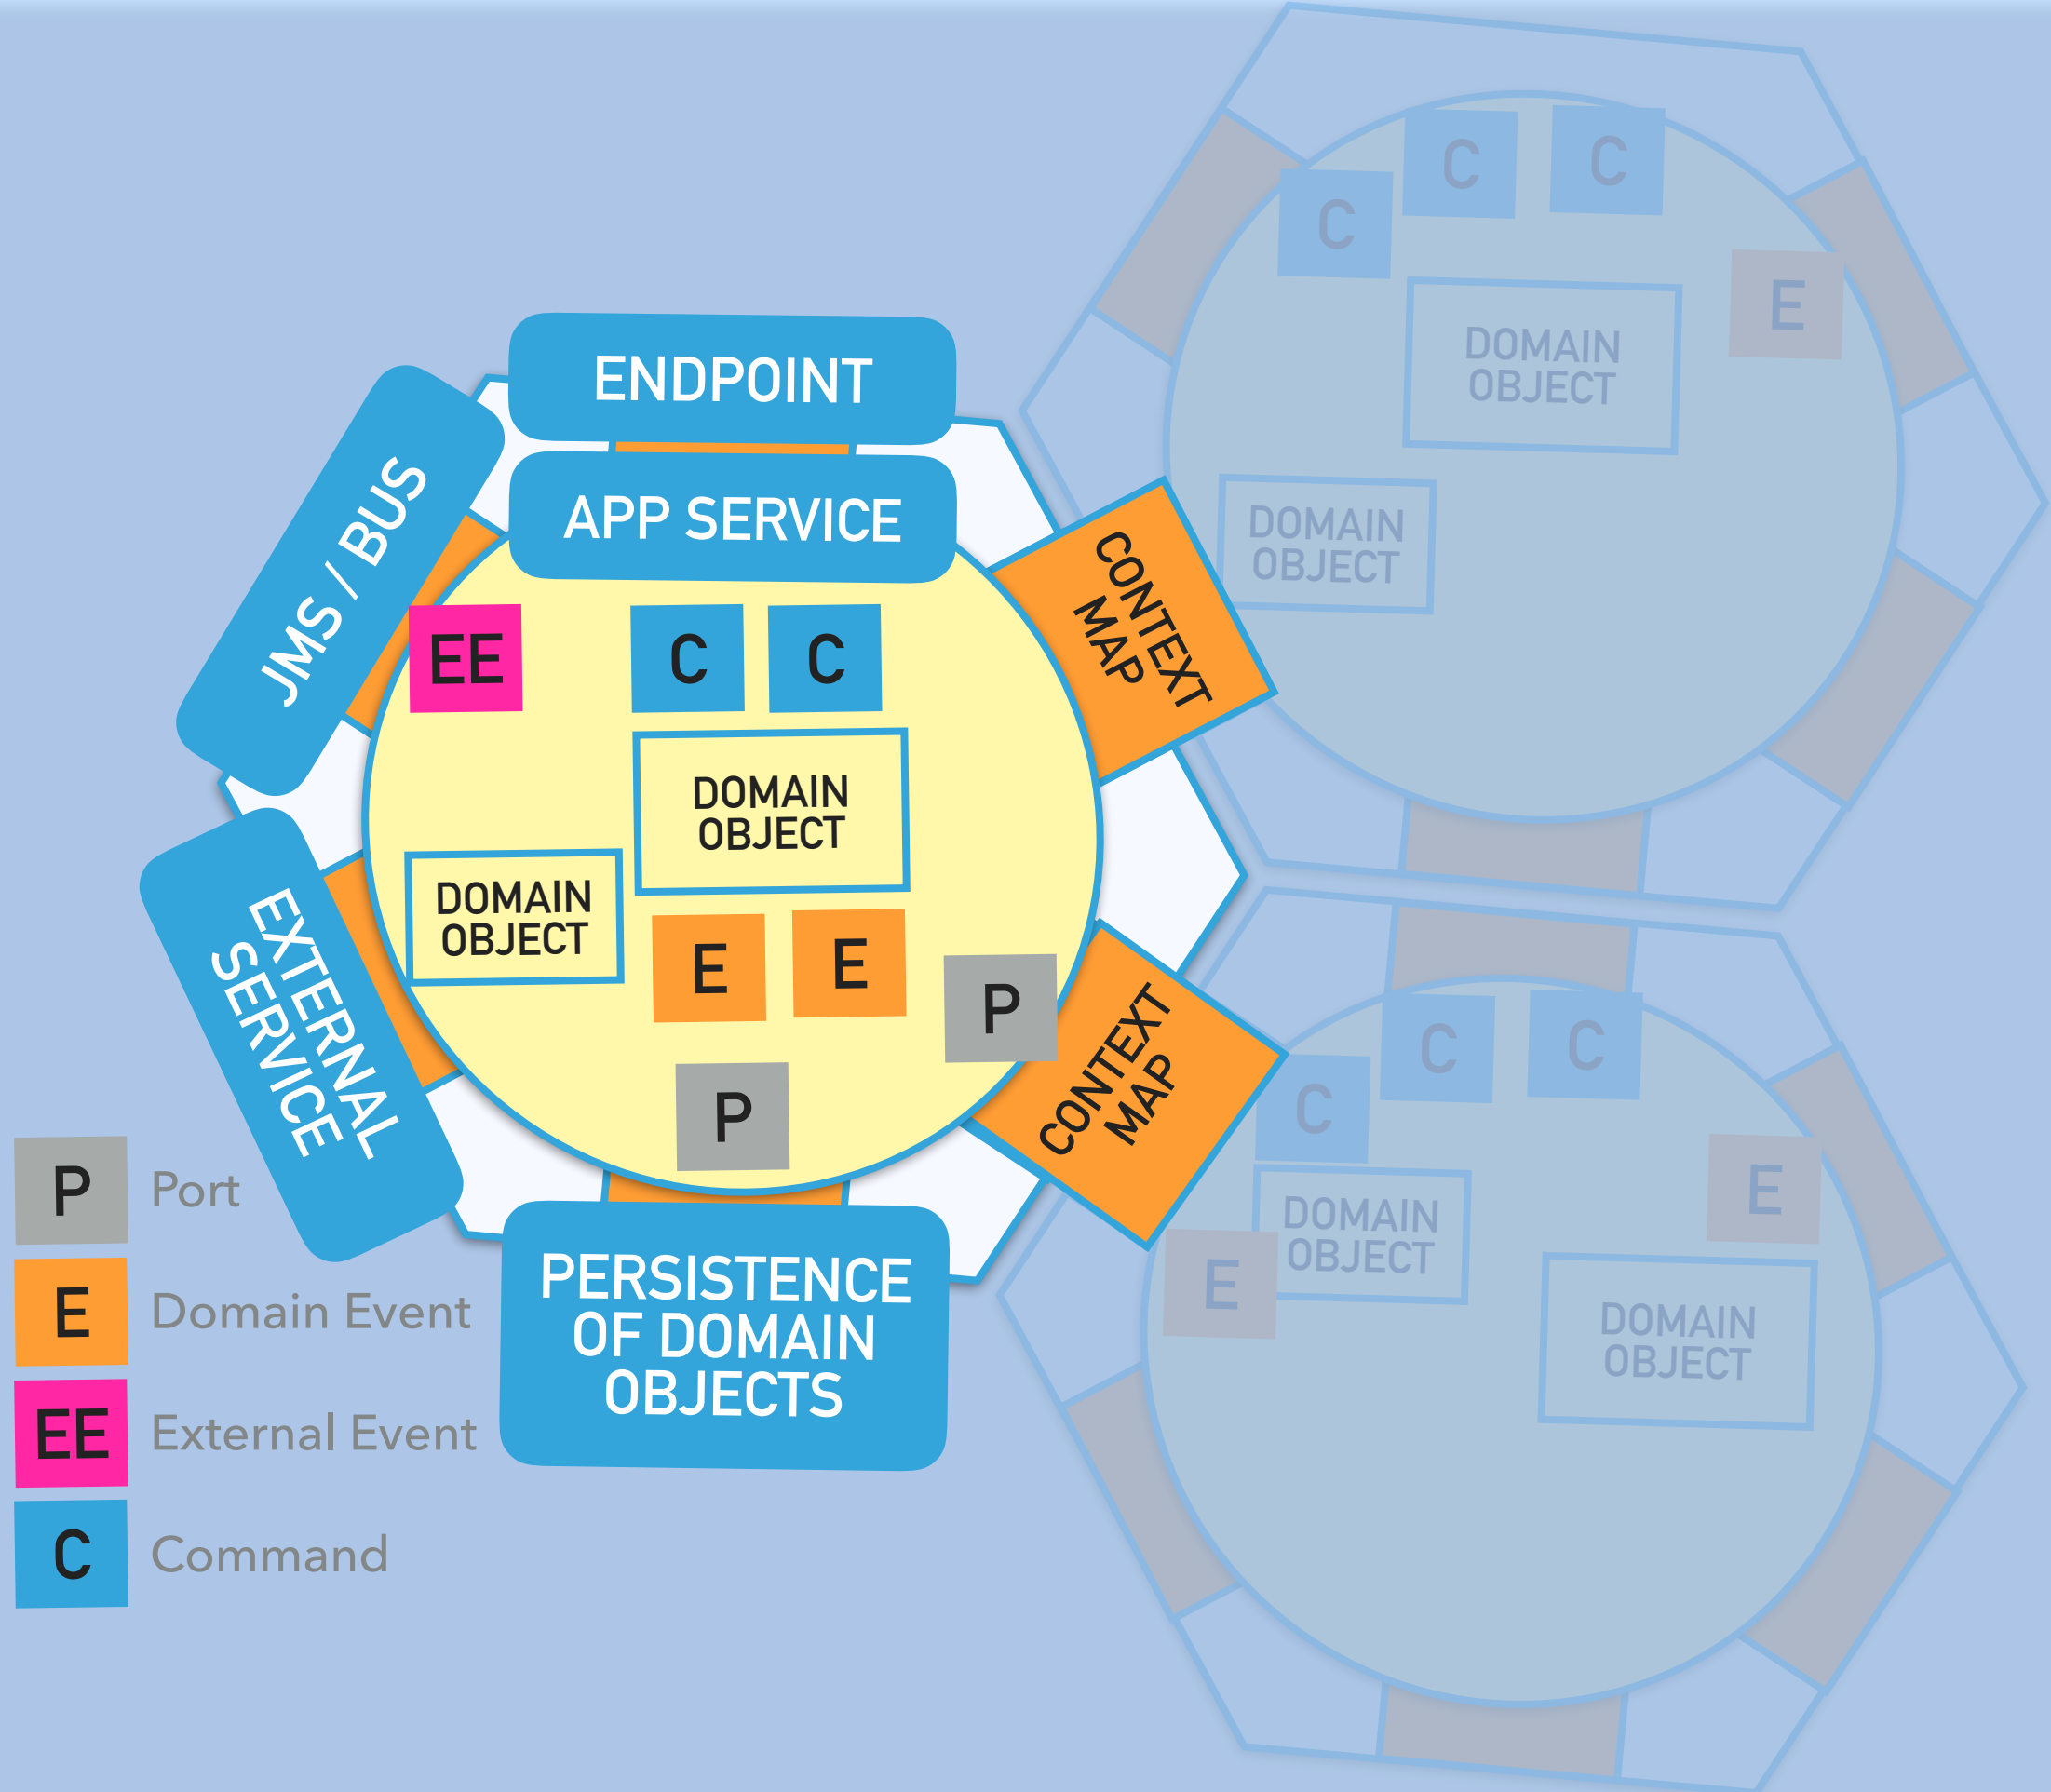 C
C
C
E
DOMAIN
OBJECT
DOMAIN
OBJECT
ENDPOINT
APP SERVICE
JMS / BUS
CONTEXT
MAP
EE
C
C
DOMAIN
OBJECT
DOMAIN
OBJECT
E
E
P
P
CONTEXT
MAP
EXTERNAL
SERVICE
PERSISTENCE
OF DOMAIN
OBJECTS
C
C
C
E
DOMAIN
OBJECT
E
DOMAIN
OBJECT
P Port
E Domain Event
EE External Event
C Command